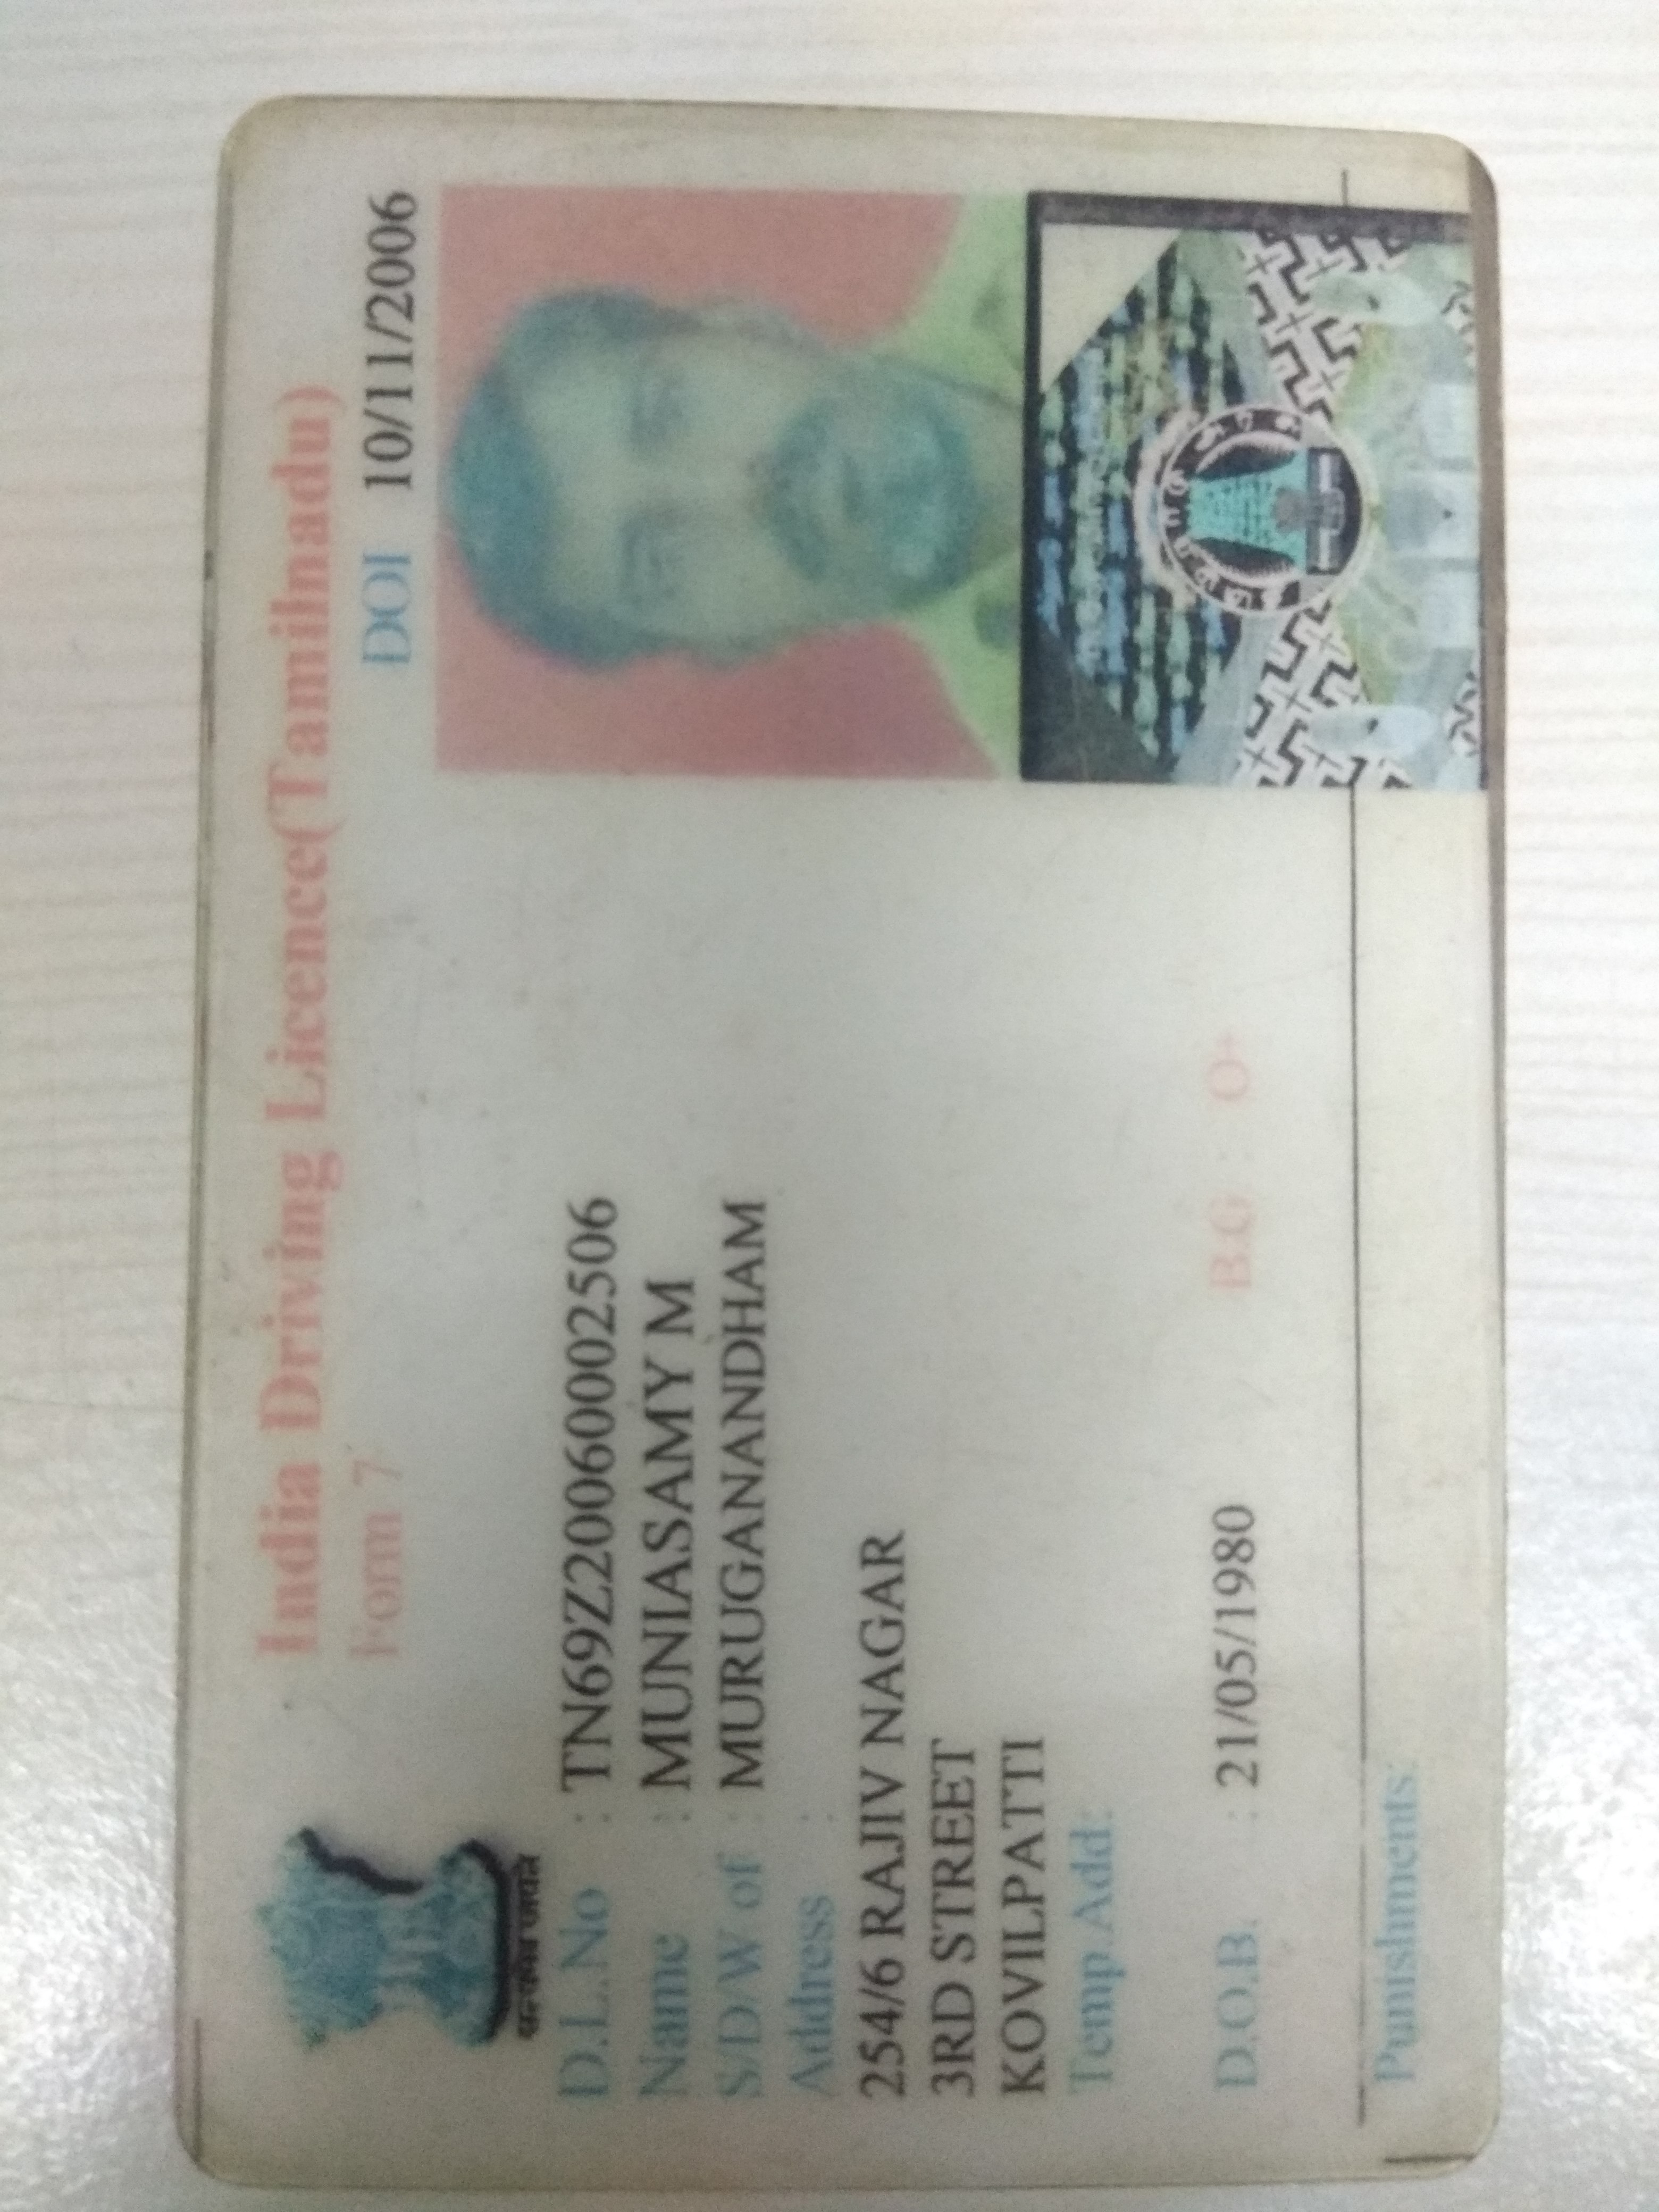 India Driving Licence(Tamilnadu)
Form 7
DOI 10/11/2006
D.L.No : TN69Z20060002506
Name : MUNIASAMY M
S/D/W of : MURUGANANDHAM
Address :
254/6 RAJIV NAGAR
3RD STREET
KOVILPATTI
Temp.Add:
D.O.B. : 21/05/1980 B.G : O+
Punishments: